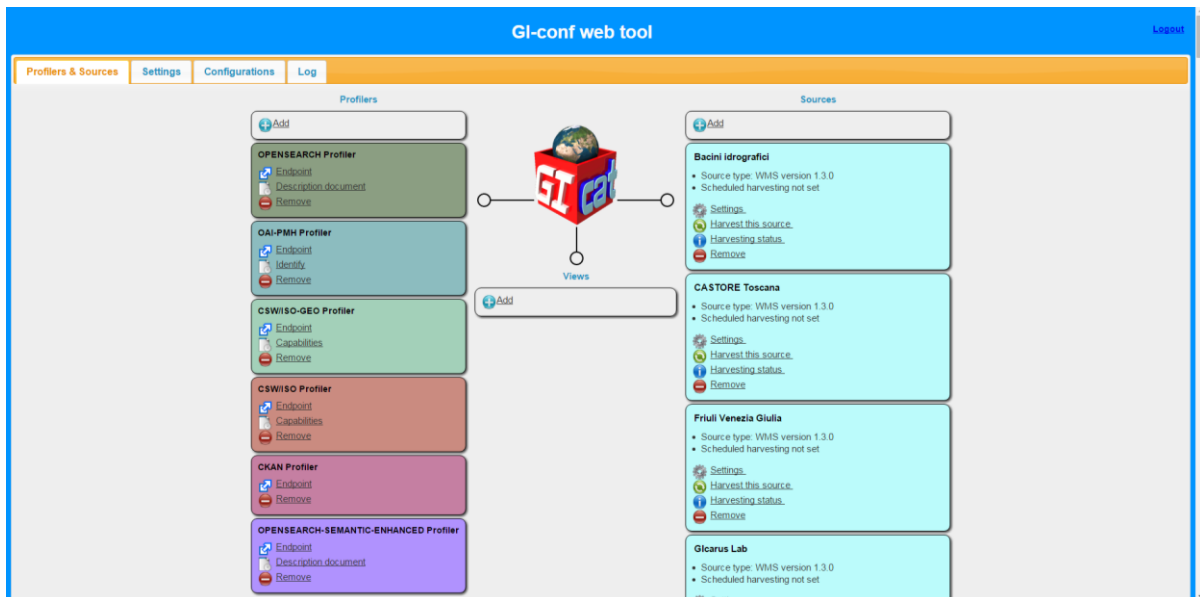 GI-conf web tool
Logout
Profilers & Sources
Settings
Configurations
Log
Profilers
Add
OPENSEARCH Profiler
Endpoint
Description document
Remove
OAI-PMH Profiler
Endpoint
Identify
Remove
CSW/ISO-GEO Profiler
Endpoint
Capabilities
Remove
CSW/ISO Profiler
Endpoint
Capabilities
Remove
CKAN Profiler
Endpoint
Remove
OPENSEARCH-SEMANTIC-ENHANCED Profiler
Endpoint
Description document
Remove
GI cat
Views
Add
Sources
Add
Bacini idrografici
• Source type: WMS version 1.3.0
• Scheduled harvesting not set
Settings
Harvest this source
Harvesting status
Remove
CASTORE Toscana
• Source type: WMS version 1.3.0
• Scheduled harvesting not set
Settings
Harvest this source
Harvesting status
Remove
Friuli Venezia Giulia
• Source type: WMS version 1.3.0
• Scheduled harvesting not set
Settings
Harvest this source
Harvesting status
Remove
GIcarus Lab
• Source type: WMS version 1.3.0
• Scheduled harvesting not set